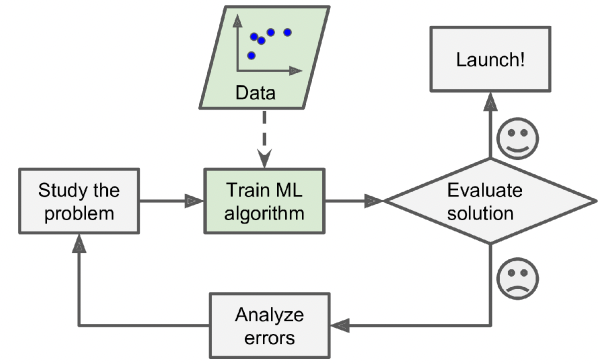 Data
Launch!
Study the
problem
Train ML
algorithm
Evaluate
solution
Analyze
errors